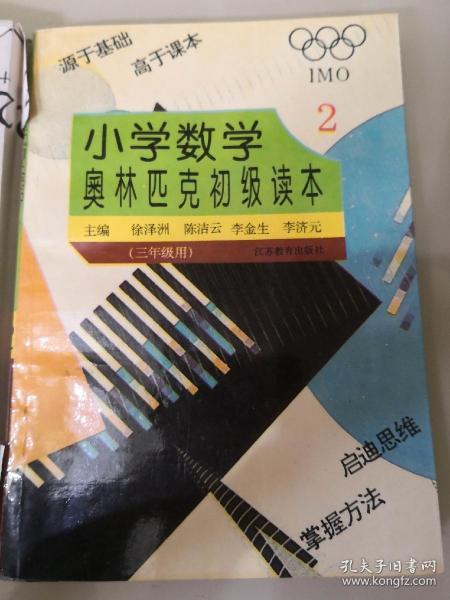 源于基础
高于课本
IMO
2
小学数学
奥林匹克初级读本
主编 徐泽洲 陈洁云 李金生 李济元
(三年级用) 江苏教育出版社
启迪思维
掌握方法
孔夫子旧书网
www.kongfz.com